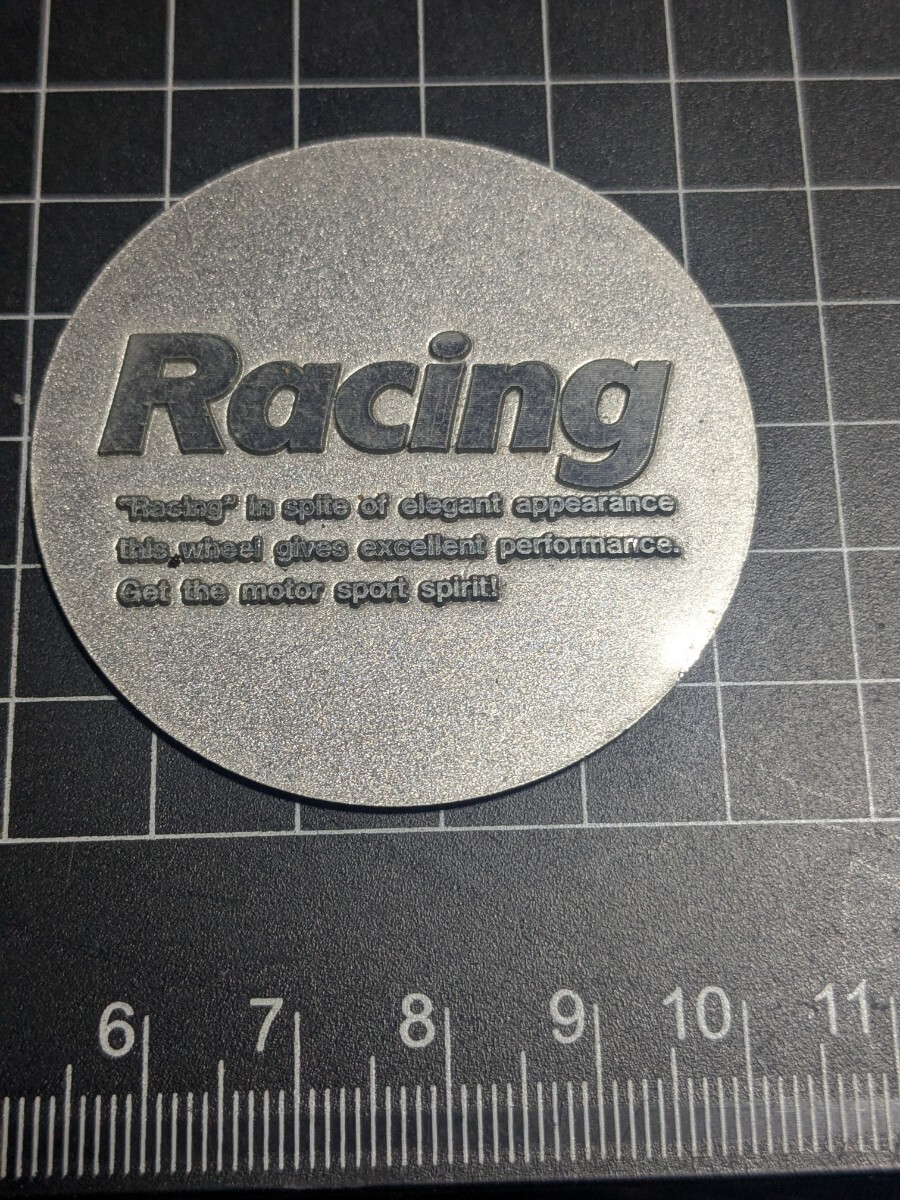 Racing
"Racing" In spite of elegant appearance
this wheel gives excellent performance.
Get the motor sport spirit!
6 7 8 9 10 11